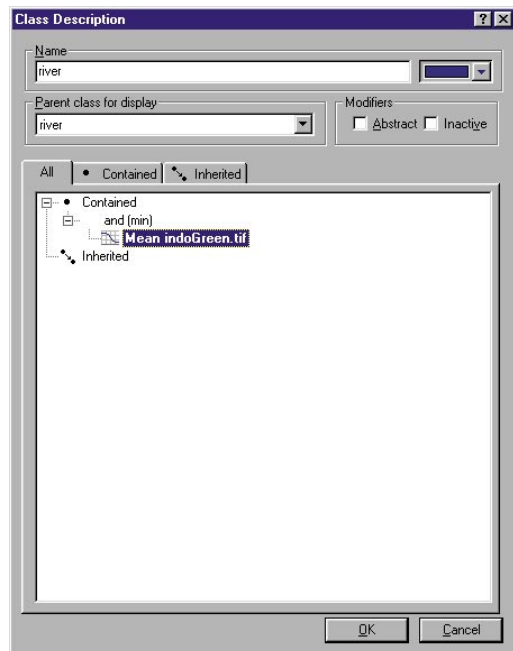 Class Description
Name
river
Parent class for display
river
Modifiers
Abstract Inactive
All Contained Inherited
Contained
and (min)
Mean indoGreen.tif
Inherited
OK Cancel